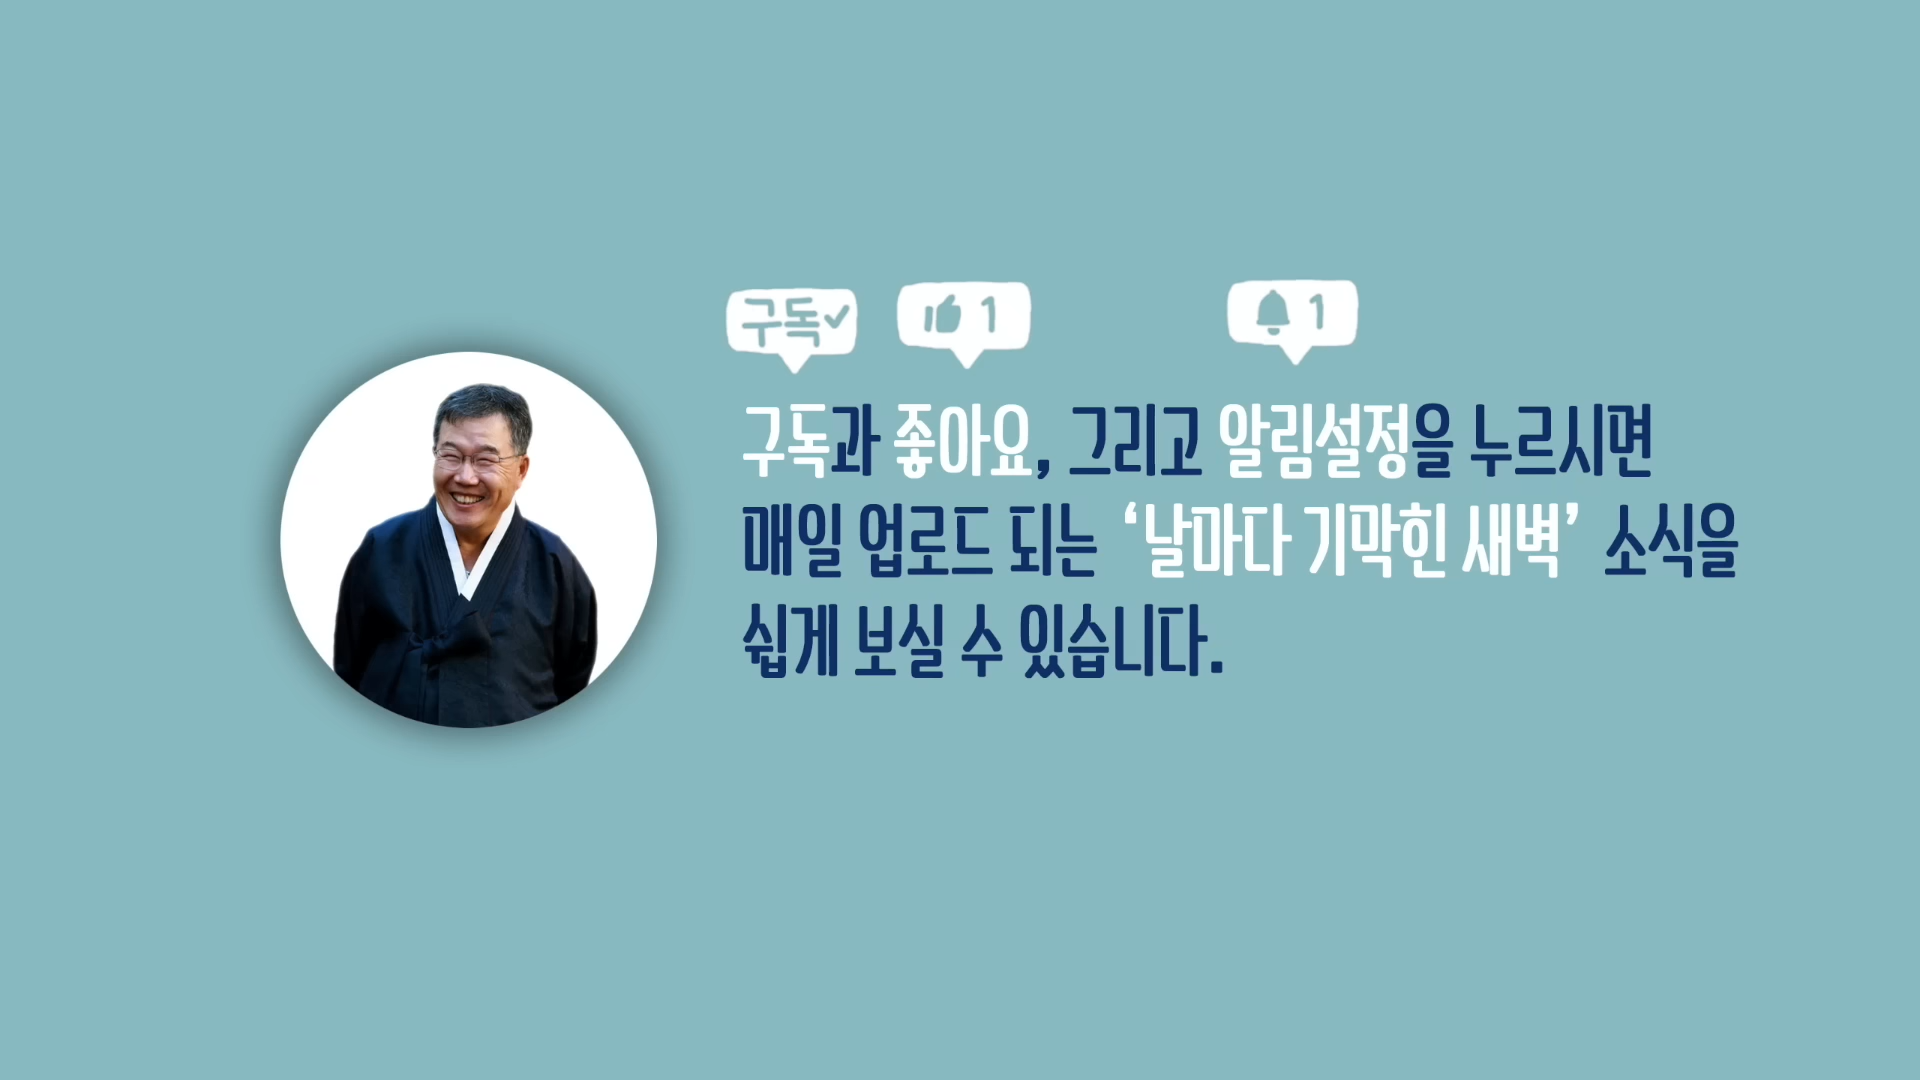 구독✓ 1 1
구독과 좋아요, 그리고 알림설정을 누르시면
매일 업로드 되는 ‘날마다 기막힌 새벽’ 소식을
쉽게 보실 수 있습니다.